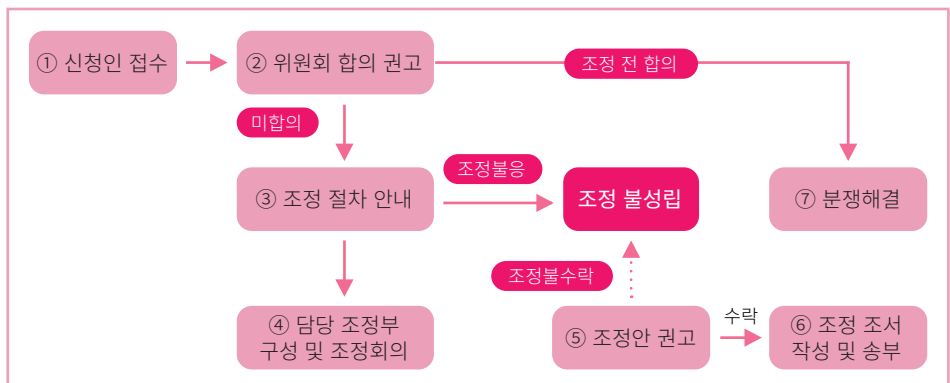 ① 신청인 접수
② 위원회 합의 권고
조정 전 합의
미합의
③ 조정 절차 안내
조정불응
조정 불성립
⑦ 분쟁해결
조정불수락
④ 담당 조정부
구성 및 조정회의
⑤ 조정안 권고
수락
⑥ 조정 조서
작성 및 송부